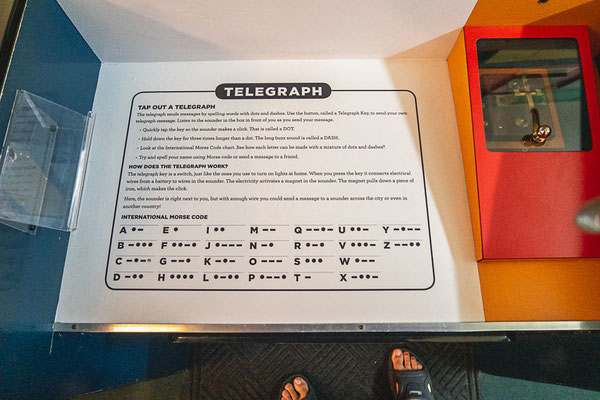 TELEGRAPH
TAP OUT A TELEGRAPH
The telegraph sends messages by spelling words with dots and dashes. Use the button, called a Telegraph Key, to send your own
telegraph message. Listen to the sounder in the box in front of you as you send your message.
• Quickly tap the key so the sounder makes a click. That is called a DOT.
• Hold down the key for three times longer than a dot. The long buzz sound is called a DASH.
• Look at the International Morse Code chart. See how each letter can be made with a mixture of dots and dashes?
• Try and spell your name using Morse code or send a message to a friend.
HOW DOES THE TELEGRAPH WORK?
The telegraph key is a switch, just like the ones you use to turn on lights at home. When you press the key it connects electrical
wires from a battery to wires in the sounder. The electricity activates a magnet in the sounder. The magnet pulls down a piece of
iron, which makes the click.
Here, the sounder is right next to you, but with enough wire you could send a message to a sounder across the city or even in
another country!
INTERNATIONAL MORSE CODE
A •– E • I •• M –– Q ––•– U ••– Y –•––
B –••• F ••–• J •––– N –• R •–• V •••– Z ––••
C –•–• G ––• K –•– O ––– S ••• W •––
D –•• H •••• L •–•• P •––• T – X –••–